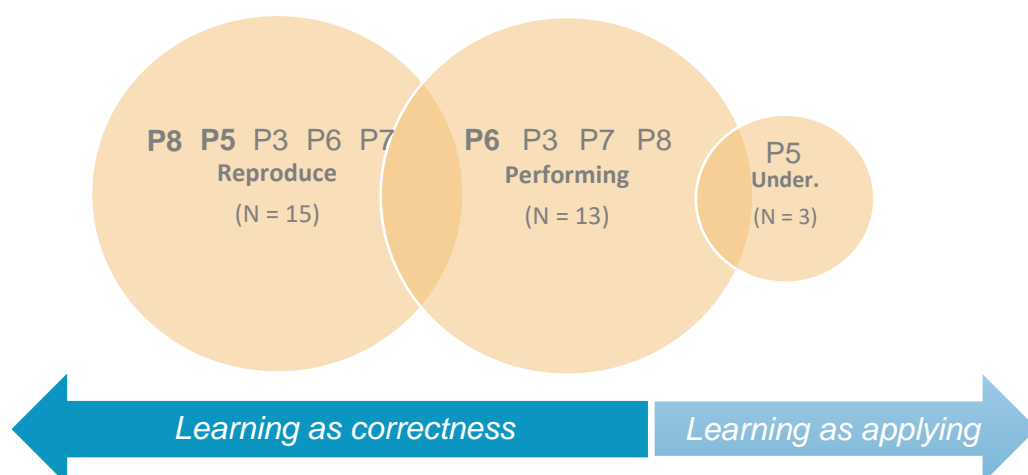 P8 P5 P3 P6 P7
Reproduce
(N = 15)
P6 P3 P7 P8
Performing
(N = 13)
P5
Under.
(N = 3)
Learning as correctness
Learning as applying